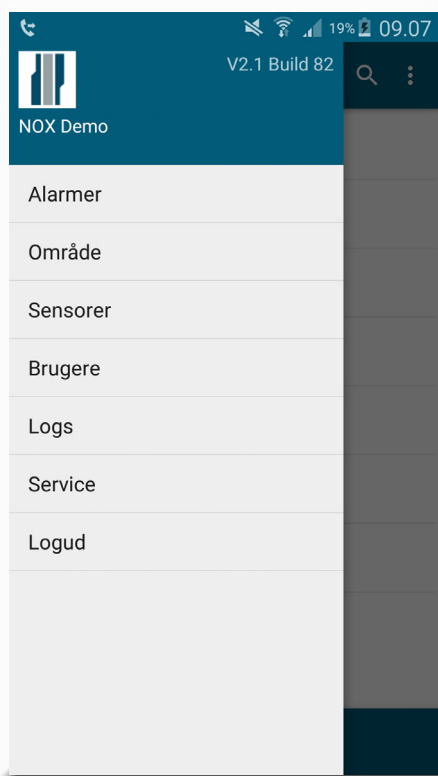 19% 09.07
V2.1 Build 82
NOX Demo
Alarmer
Område
Sensorer
Brugere
Logs
Service
Logud